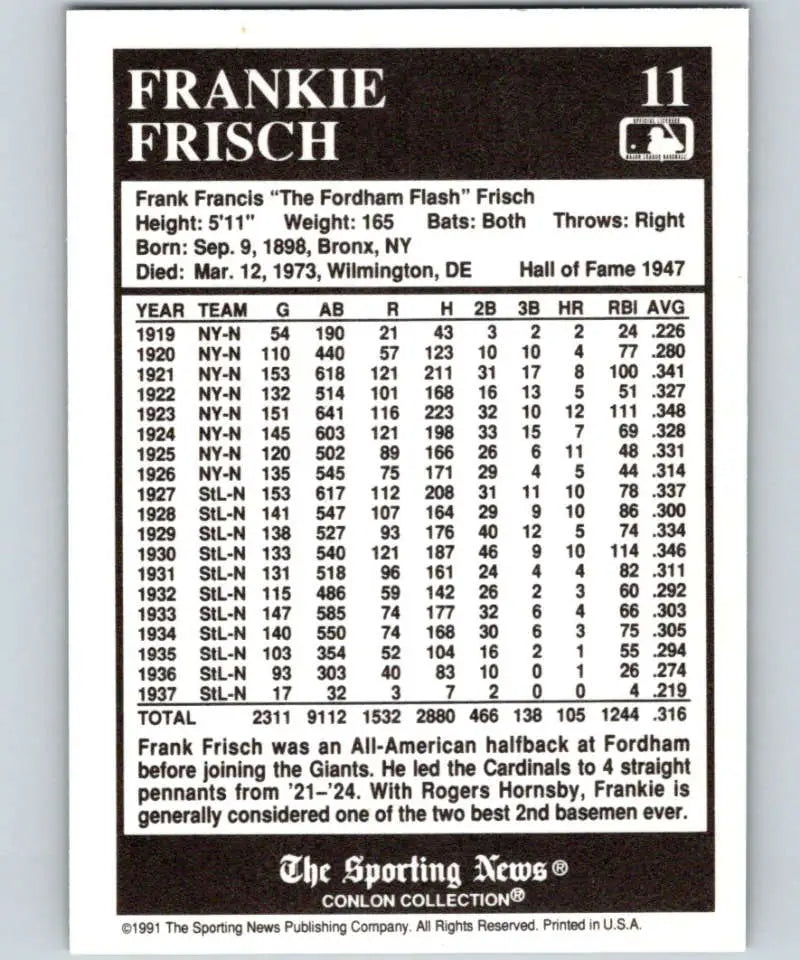 FRANKIE 11
FRISCH
OFFICIAL LICENSEE
MAJOR LEAGUE BASEBALL
Frank Francis “The Fordham Flash” Frisch
Height: 5'11" Weight: 165 Bats: Both Throws: Right
Born: Sep. 9, 1898, Bronx, NY
Died: Mar. 12, 1973, Wilmington, DE Hall of Fame 1947
YEAR TEAM G AB R H 2B 3B HR RBI AVG
1919 NY-N 54 190 21 43 3 2 2 24 .226
1920 NY-N 110 440 57 123 10 10 4 77 .280
1921 NY-N 153 618 121 211 31 17 8 100 .341
1922 NY-N 132 514 101 168 16 13 5 51 .327
1923 NY-N 151 641 116 223 32 10 12 111 .348
1924 NY-N 145 603 121 198 33 15 7 69 .328
1925 NY-N 120 502 89 166 26 6 11 48 .331
1926 NY-N 135 545 75 171 29 4 5 44 .314
1927 StL-N 153 617 112 208 31 11 10 78 .337
1928 StL-N 141 547 107 164 29 9 10 86 .300
1929 StL-N 138 527 93 176 40 12 5 74 .334
1930 StL-N 133 540 121 187 46 9 10 114 .346
1931 StL-N 131 518 96 161 24 4 4 82 .311
1932 StL-N 115 486 59 142 26 2 3 60 .292
1933 StL-N 147 585 74 177 32 6 4 66 .303
1934 StL-N 140 550 74 168 30 6 3 75 .305
1935 StL-N 103 354 52 104 16 2 1 55 .294
1936 StL-N 93 303 40 83 10 0 1 26 .274
1937 StL-N 17 32 3 7 2 0 0 4 .219
TOTAL 2311 9112 1532 2880 466 138 105 1244 .316
Frank Frisch was an All-American halfback at Fordham
before joining the Giants. He led the Cardinals to 4 straight
pennants from ’21–’24. With Rogers Hornsby, Frankie is
generally considered one of the two best 2nd basemen ever.
The Sporting News®
CONLON COLLECTION®
©1991 The Sporting News Publishing Company. All Rights Reserved. Printed in U.S.A.